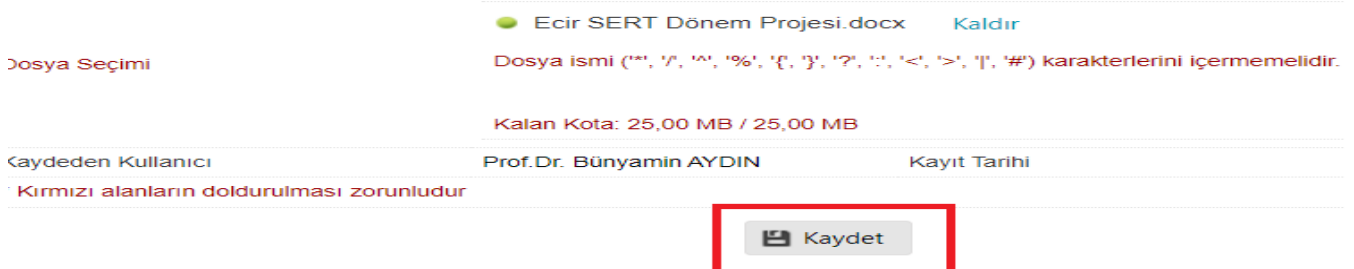 Ecir SERT Dönem Projesi.docx Kaldır
Dosya Seçimi
Dosya ismi ('*', '/', '^', '%', '{', '}', '?', ':', '<', '>', '|', '#') karakterlerini içermemelidir.
Kalan Kota: 25,00 MB / 25,00 MB
Kaydeden Kullanıcı Prof.Dr. Bünyamin AYDIN Kayıt Tarihi
* Kırmızı alanların doldurulması zorunludur
Kaydet